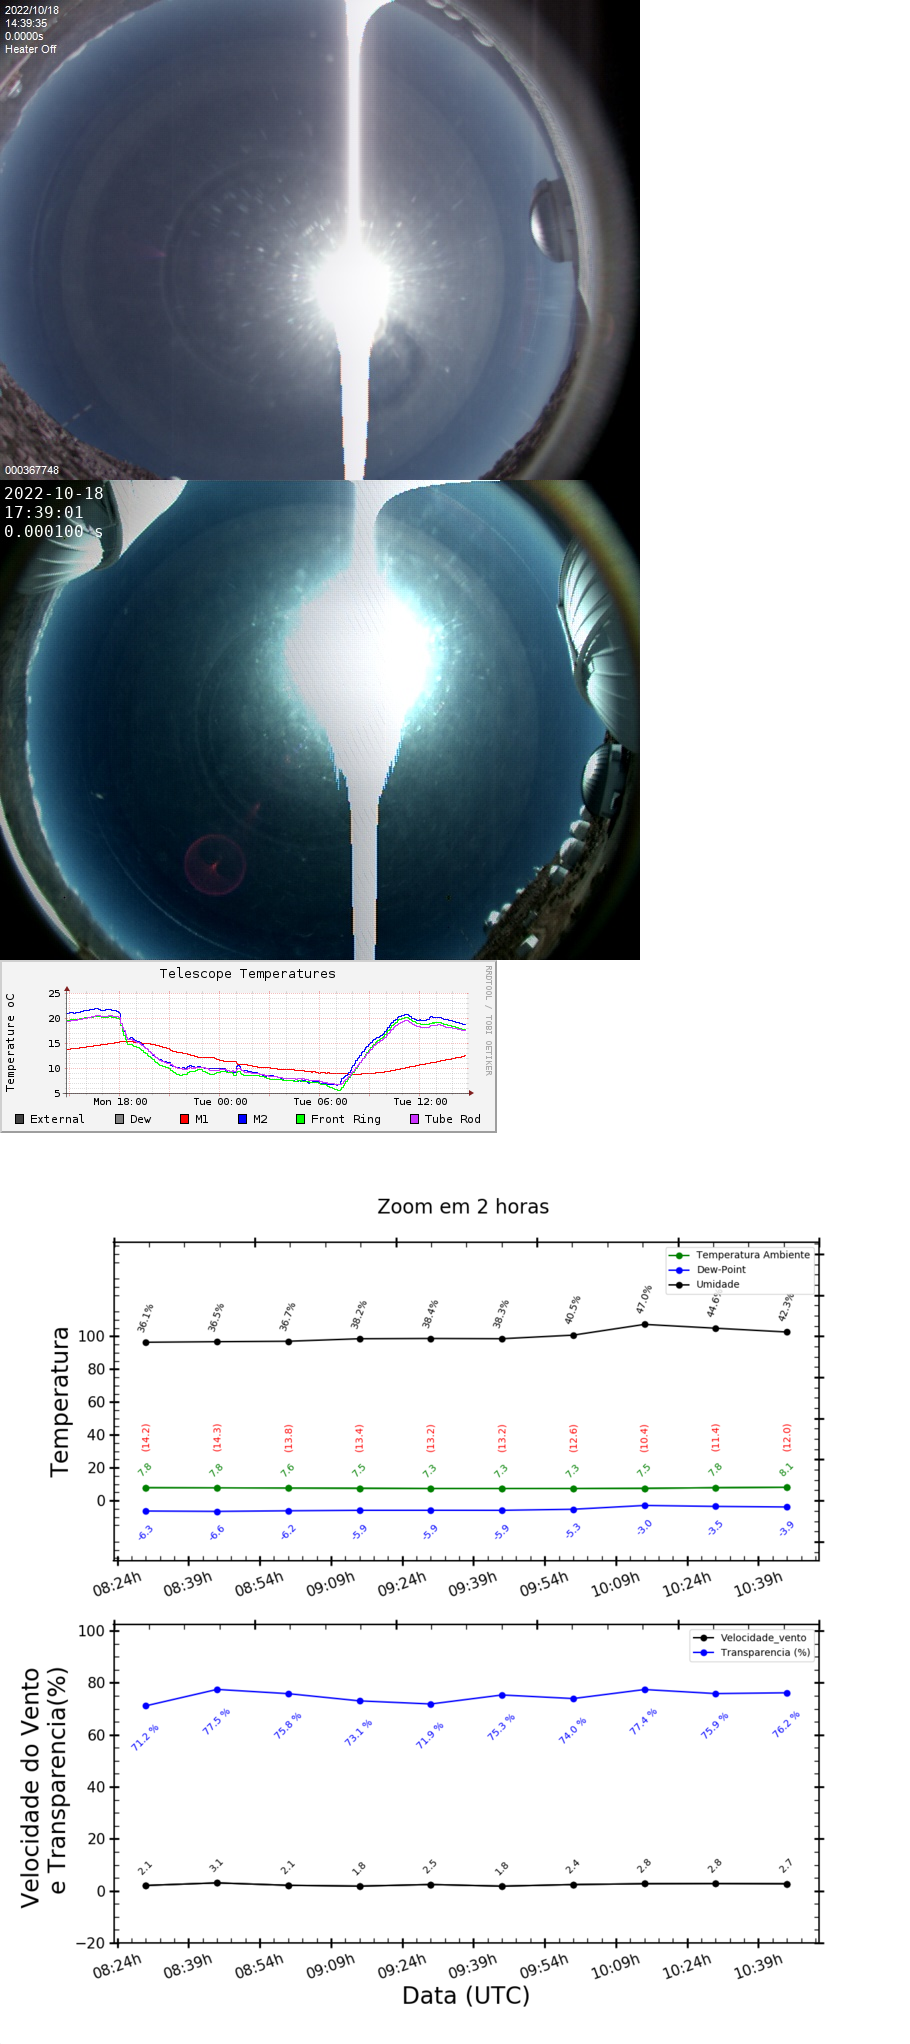 2022/10/18
14:39:35
0.0000s
Heater Off
000367748
2022-10-18
17:39:01
0.000100 s
Telescope Temperatures
RRDTOOL / TOBI OETIKER
Temperature oC
25
20
15
10
5
Mon 18:00 Tue 00:00 Tue 06:00 Tue 12:00
External Dew M1 M2 Front Ring Tube Rod
Zoom em 2 horas
Temperatura Ambiente
Dew-Point
Umidade
Temperatura
100
80
60
40
20
0
36.1% 36.5% 36.7% 38.2% 38.4% 38.3% 40.5% 47.0% 44.6% 42.3%
(14.2) (14.3) (13.8) (13.4) (13.2) (13.2) (12.6) (10.4) (11.4) (12.0)
7.8 7.8 7.6 7.5 7.3 7.3 7.3 7.5 7.8 8.1
-6.3 -6.6 -6.2 -5.9 -5.9 -5.9 -5.3 -3.0 -3.5 -3.9
08:24h 08:39h 08:54h 09:09h 09:24h 09:39h 09:54h 10:09h 10:24h 10:39h
Velocidade_vento
Transparencia (%)
Velocidade do Vento
e Transparencia(%)
100
80
60
40
20
0
−20
71.2 % 77.5 % 75.8 % 73.1 % 71.9 % 75.3 % 74.0 % 77.4 % 75.9 % 76.2 %
2.1 3.1 2.1 1.8 2.5 1.8 2.4 2.8 2.8 2.7
08:24h 08:39h 08:54h 09:09h 09:24h 09:39h 09:54h 10:09h 10:24h 10:39h
Data (UTC)